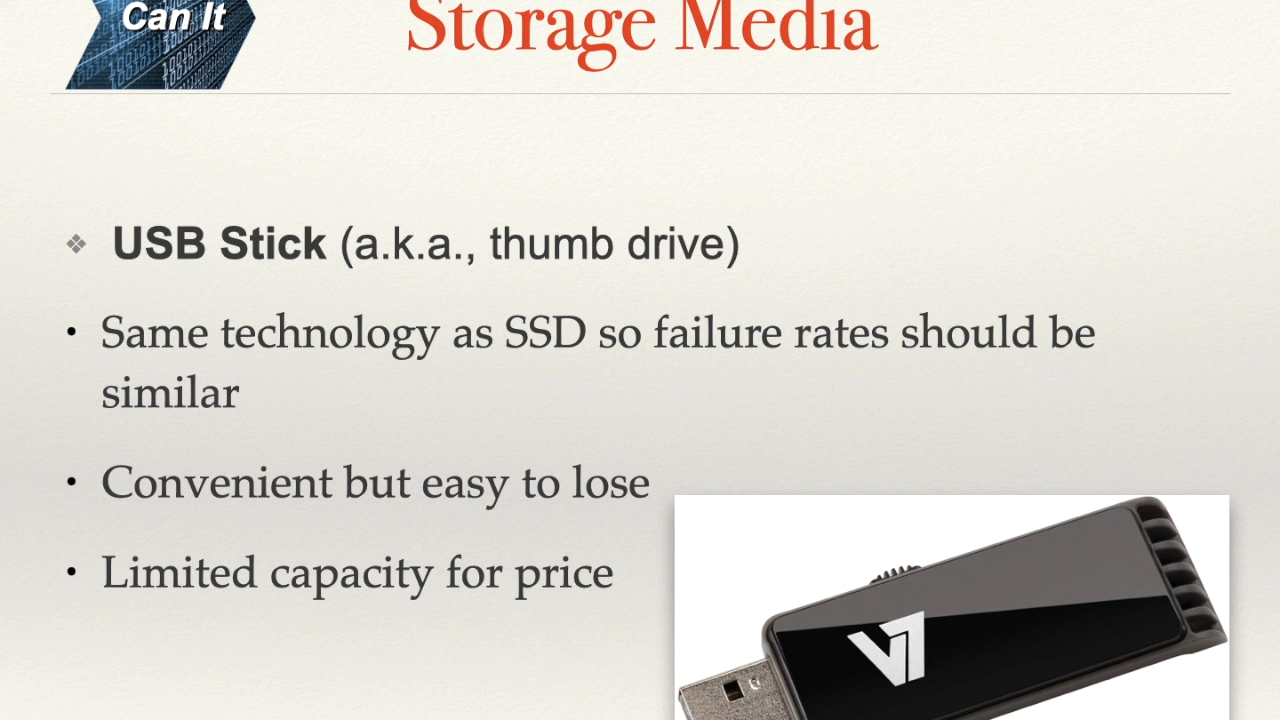 Can It
Storage Media
❖ USB Stick (a.k.a., thumb drive)
• Same technology as SSD so failure rates should be
similar
• Convenient but easy to lose
• Limited capacity for price
V7